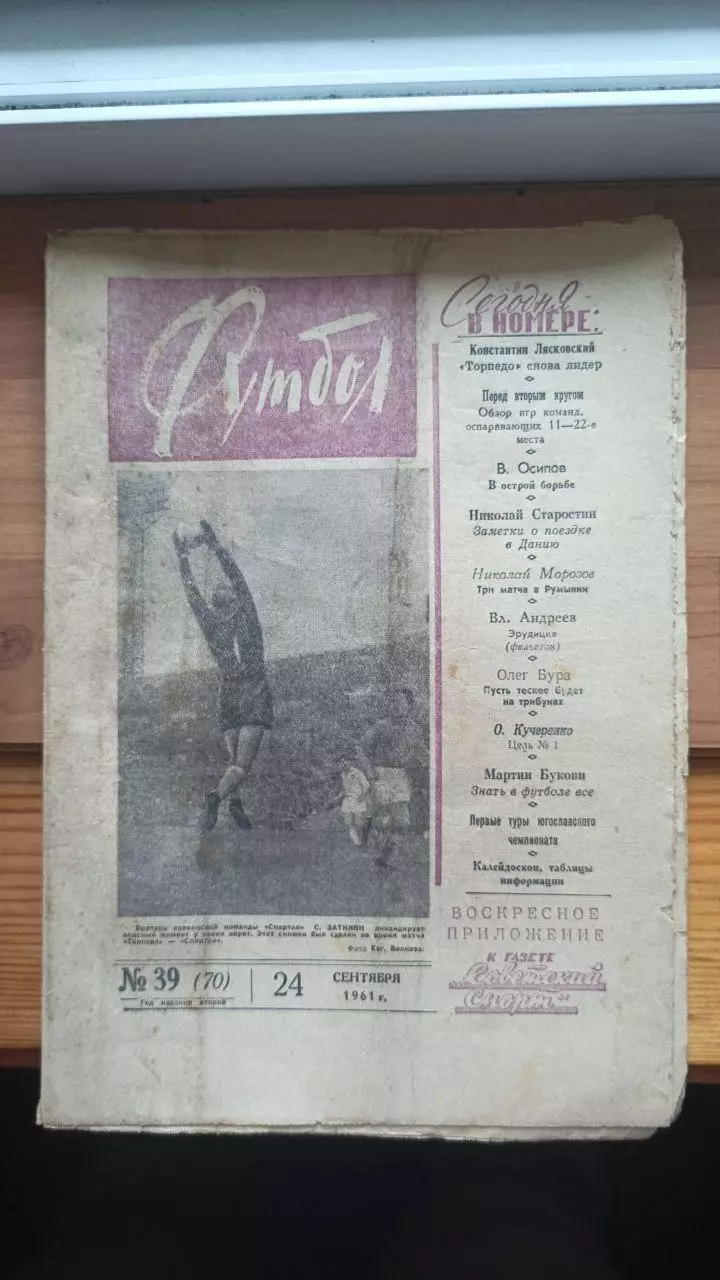 Футбол
Сегодня
В НОМЕРЕ:
Константин Лясковский
«Торпедо» снова лидер
Перед вторым кругом
Обзор игр команд,
оспаривающих 11—22-е
места
В. Осипов
В острой борьбе
Николай Старостин
Заметки о поездке
в Данию
Николай Морозов
Три матча в Румынии
Вл. Андреев
Эрудиция
(фельетон)
Олег Бура
Пусть теснее будет
на трибунах
О. Кучеренко
Цель № 1
Мартин Букови
Знать в футболе все
Первые туры югославского
чемпионата
Калейдоскоп, таблицы
информации
ВОСКРЕСНОЕ
ПРИЛОЖЕНИЕ
К ГАЗЕТЕ
„Советский
Спорт"
Вратарь ереванской команды «Спартак» С. ЗАТИКЯН ликвидирует
опасный момент у своих ворот. Этот снимок был сделан во время матча
«Торпедо» — «Спартак».
Фото Евг. Волкова.
№ 39 (70)
Год издания второй
24
СЕНТЯБРЯ
1961 г.